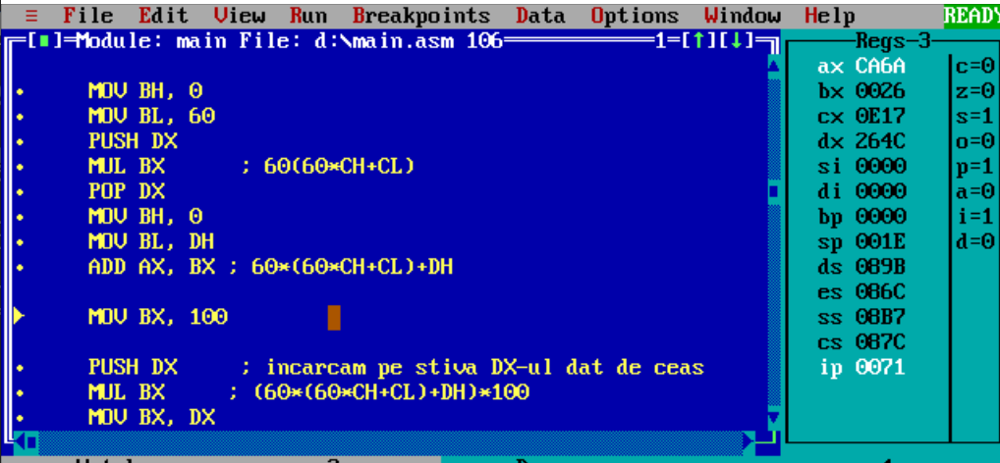 ≡ File Edit View Run Breakpoints Data Options Window Help READY
[■]=Module: main File: d:\main.asm 106 1=[↑][↓]
MOV BH, 0
MOV BL, 60
PUSH DX
MUL BX ; 60(60*CH+CL)
POP DX
MOV BH, 0
MOV BL, DH
ADD AX, BX ; 60*(60*CH+CL)+DH
MOV BX, 100
PUSH DX ; incarcam pe stiva DX-ul dat de ceas
MUL BX ; (60*(60*CH+CL)+DH)*100
MOV BX, DX
Regs-3
ax CA6A c=0
bx 0026 z=0
cx 0E17 s=1
dx 264C o=0
si 0000 p=1
di 0000 a=0
bp 0000 i=1
sp 001E d=0
ds 089B
es 086C
ss 08B7
cs 087C
ip 0071